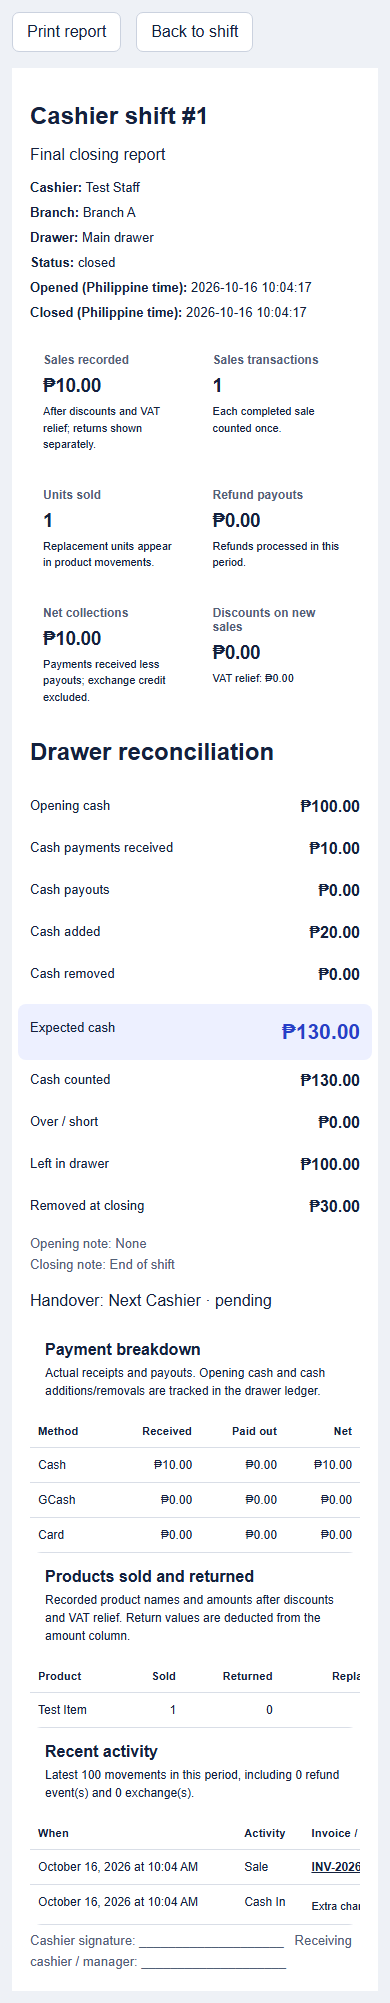 Print report
Back to shift
Cashier shift #1
Final closing report
Cashier: Test Staff
Branch: Branch A
Drawer: Main drawer
Status: closed
Opened (Philippine time): 2026-10-16 10:04:17
Closed (Philippine time): 2026-10-16 10:04:17
Sales recorded
₱10.00
After discounts and VAT
relief; returns shown
separately.
Sales transactions
1
Each completed sale
counted once.
Units sold
1
Replacement units appear
in product movements.
Refund payouts
₱0.00
Refunds processed in this
period.
Net collections
₱10.00
Payments received less
payouts; exchange credit
excluded.
Discounts on new
sales
₱0.00
VAT relief: ₱0.00
Drawer reconciliation
Opening cash ₱100.00
Cash payments received ₱10.00
Cash payouts ₱0.00
Cash added ₱20.00
Cash removed ₱0.00
Expected cash ₱130.00
Cash counted ₱130.00
Over / short ₱0.00
Left in drawer ₱100.00
Removed at closing ₱30.00
Opening note: None
Closing note: End of shift
Handover: Next Cashier · pending
Payment breakdown
Actual receipts and payouts. Opening cash and cash
additions/removals are tracked in the drawer ledger.
Method Received Paid out Net
Cash ₱10.00 ₱0.00 ₱10.00
GCash ₱0.00 ₱0.00 ₱0.00
Card ₱0.00 ₱0.00 ₱0.00
Products sold and returned
Recorded product names and amounts after discounts
and VAT relief. Return values are deducted from the
amount column.
Product Sold Returned Repla
Test Item 1 0
Recent activity
Latest 100 movements in this period, including 0 refund
event(s) and 0 exchange(s).
When Activity Invoice /
October 16, 2026 at 10:04 AM Sale INV-2026
October 16, 2026 at 10:04 AM Cash In Extra char
Cashier signature: ____________________ Receiving
cashier / manager: ____________________